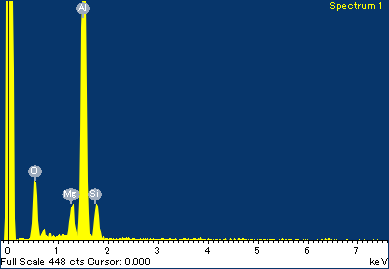 Spectrum 1
Al
O
Mg
Si
0 1 2 3 4 5 6 7
Full Scale 448 cts Cursor: 0.000 keV